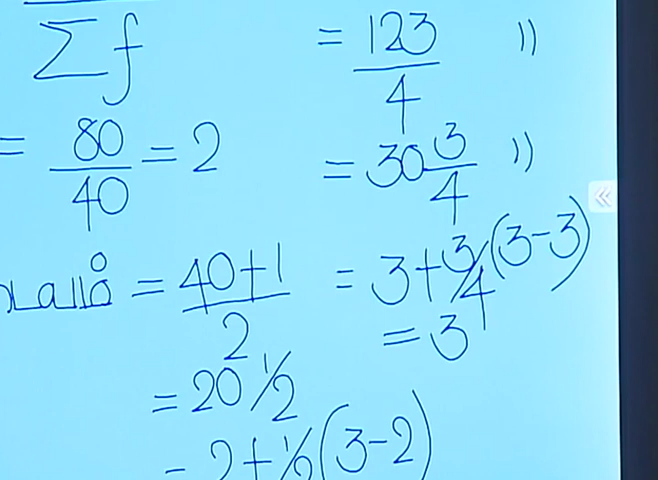 Σf
= 80/40 = 2
= 40+1/2
= 20 1/2
= 2+1/2(3-2)
= 123/4 "
= 30 3/4 "
= 3+3/4(3-3)
= 3